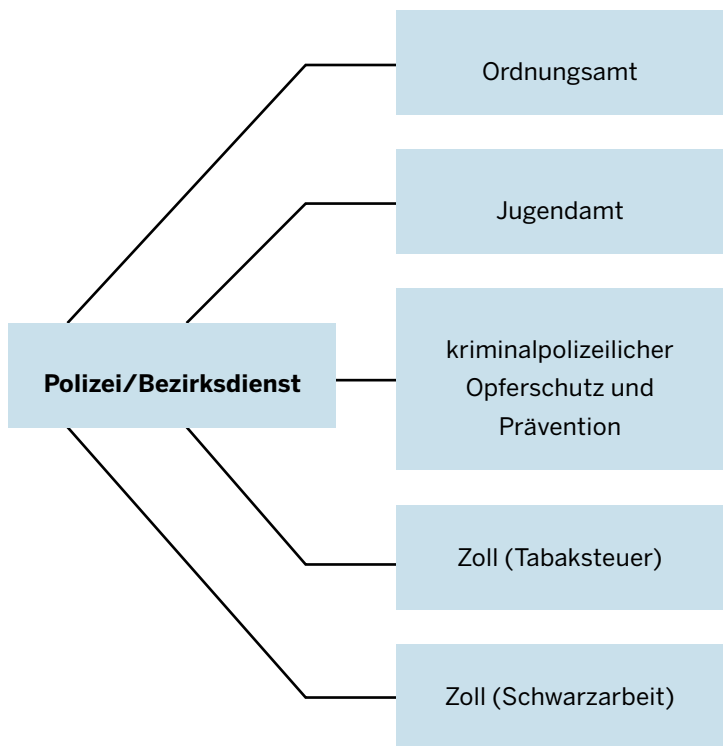 Ordnungsamt
Jugendamt
Polizei/Bezirksdienst
kriminalpolizeilicher
Opferschutz und
Prävention
Zoll (Tabaksteuer)
Zoll (Schwarzarbeit)